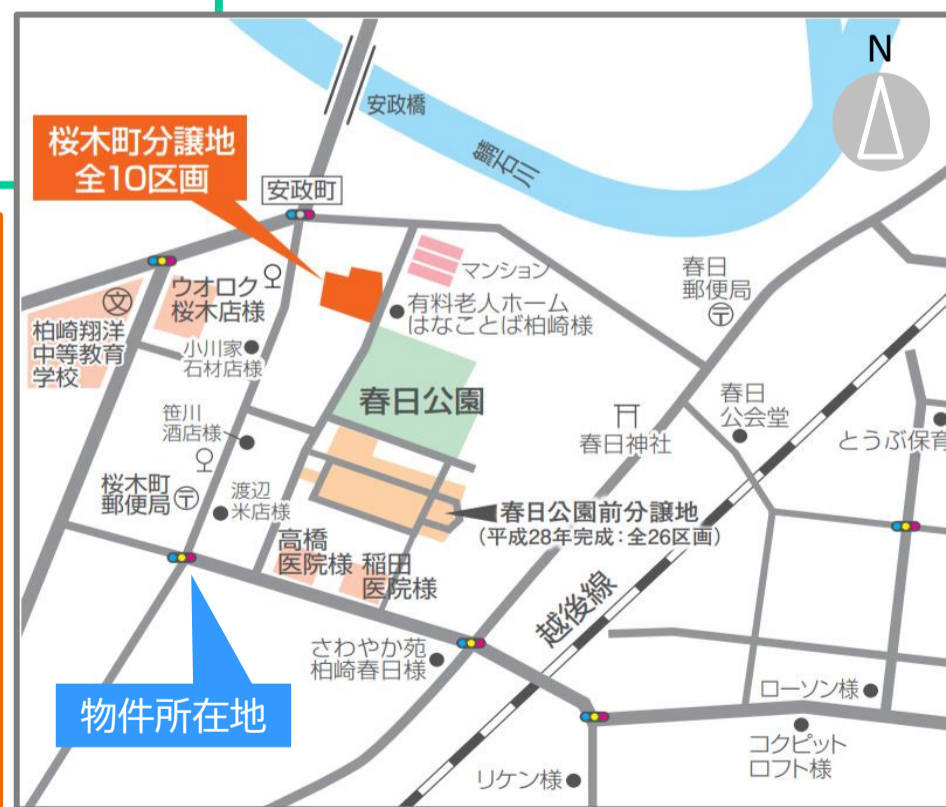 N
安政橋
鯖石川
桜木町分譲地
全10区画
安政町
マンション
有料老人ホーム
はなことば柏崎様
春日
郵便局
〒
文
柏崎翔洋
中等教育
学校
ウオロク
桜木店様
小川家
石材店様
春日公園
笹川
酒店様
春日神社
春日
公会堂
とうぶ保育
桜木町
郵便局
〒
渡辺
米店様
春日公園前分譲地
(平成28年完成:全26区画)
高橋
医院様
稲田
医院様
越後線
さわやか苑
柏崎春日様
物件所在地
ローソン様
コクピット
ロフト様
リケン様